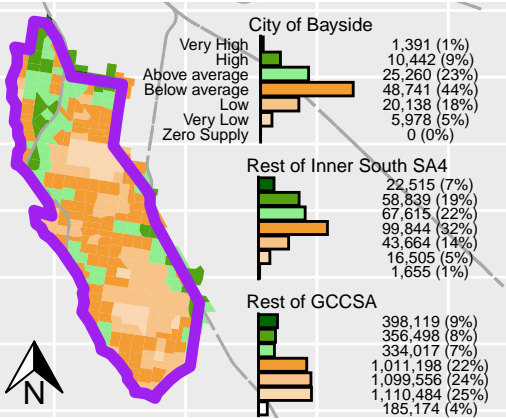 City of Bayside
Very High 1,391 (1%)
High 10,442 (9%)
Above average 25,260 (23%)
Below average 48,741 (44%)
Low 20,138 (18%)
Very Low 5,978 (5%)
Zero Supply 0 (0%)
Rest of Inner South SA4
22,515 (7%)
58,839 (19%)
67,615 (22%)
99,844 (32%)
43,664 (14%)
16,505 (5%)
1,655 (1%)
Rest of GCCSA
398,119 (9%)
356,498 (8%)
334,017 (7%)
1,011,198 (22%)
1,099,556 (24%)
1,110,484 (25%)
185,174 (4%)
N